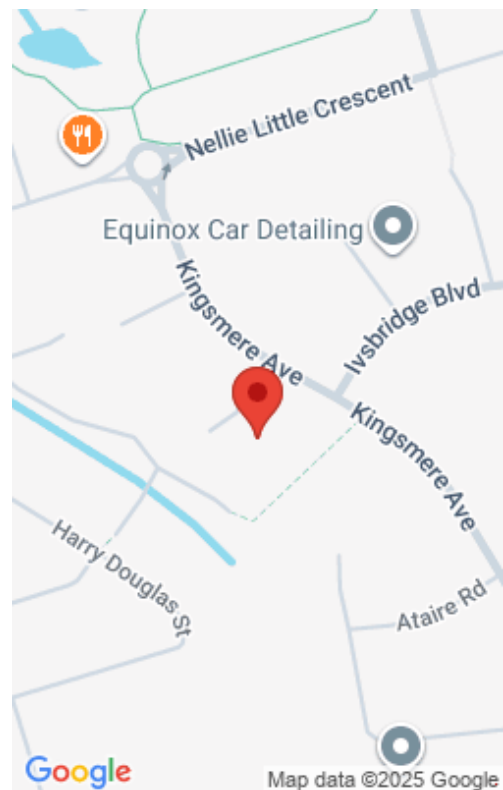 Nellie Little Crescent
Equinox Car Detailing
Kingsmere Ave
Ivsbridge Blvd
Kingsmere Ave
Harry Douglas St
Ataire Rd
Google
Map data ©2025 Google